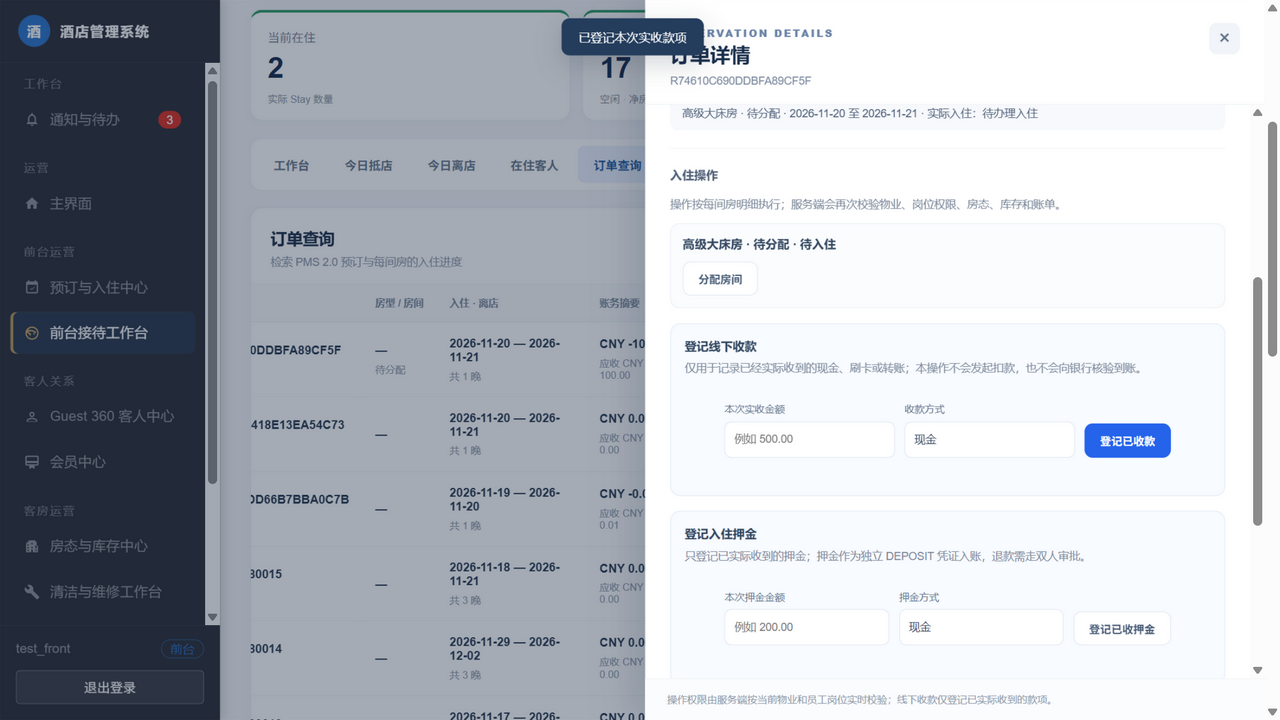 酒 酒店管理系统
工作台
通知与待办 3
运营
主界面
前台运营
预订与入住中心
前台接待工作台
客人关系
Guest 360 客人中心
会员中心
客房运营
房态与库存中心
清洁与维修工作台
test_front 前台
退出登录
当前在住
2
实际 Stay 数量
17
空闲 · 净房
工作台 今日抵店 今日离店 在住客人 订单查询
订单查询
检索 PMS 2.0 预订与每间房的入住进度
房型 / 房间 入住 · 离店 账务摘要
0DDBFA89CF5F
—
待分配
2026-11-20 — 2026-
11-21
共 1 晚
CNY -10
应收 CNY
100.00
418E13EA54C73
—
2026-11-20 — 2026-
11-21
共 1 晚
CNY 0.0
应收 CNY
0.00
0D66B7BBA0C7B
—
2026-11-19 — 2026-
11-20
共 1 晚
CNY -0.0
应收 CNY
0.01
30015
—
2026-11-18 — 2026-
11-21
共 3 晚
CNY 0.0
应收 CNY
0.00
30014
—
2026-11-29 — 2026-
12-02
共 3 晚
CNY 0.0
应收 CNY
0.00
2026-11-17 — 2026-
CNY 0.0
已登记本次实收款项
RVATION DETAILS
订单详情
R74610C690DDBFA89CF5F
高级大床房 · 待分配 · 2026-11-20 至 2026-11-21 · 实际入住：待办理入住
入住操作
操作按每间房明细执行；服务端会再次校验物业、岗位权限、房态、库存和账单。
高级大床房 · 待分配 · 待入住
分配房间
登记线下收款
仅用于记录已经实际收到的现金、刷卡或转账；本操作不会发起扣款，也不会向银行核验到账。
本次实收金额 收款方式
例如 500.00 现金 登记已收款
登记入住押金
只登记已实际收到的押金；押金作为独立 DEPOSIT 凭证入账，退款需走双人审批。
本次押金金额 押金方式
例如 200.00 现金 登记已收押金
操作权限由服务端按当前物业和员工岗位实时校验；线下收款仅登记已实际收到的款项。